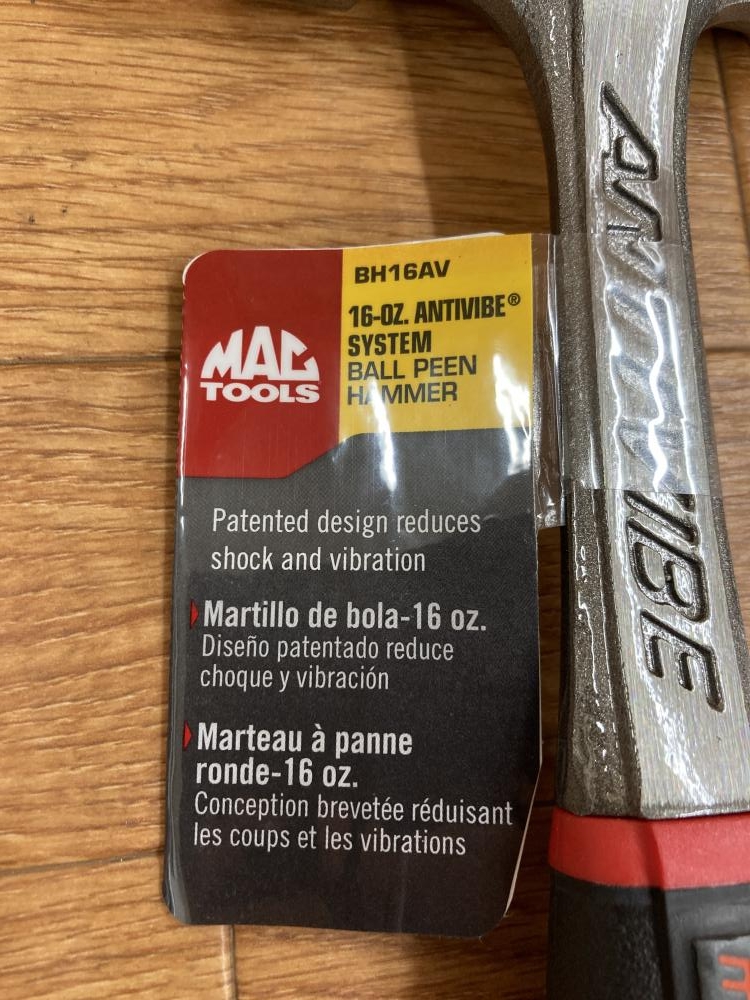 BH16AV
16-OZ. ANTIVIBE®
SYSTEM
BALL PEEN
HAMMER
MAC
TOOLS
Patented design reduces
shock and vibration
Martillo de bola-16 oz.
Diseño patentado reduce
choque y vibración
Marteau à panne
ronde-16 oz.
Conception brevetée réduisant
les coups et les vibrations
ANTIVIBE